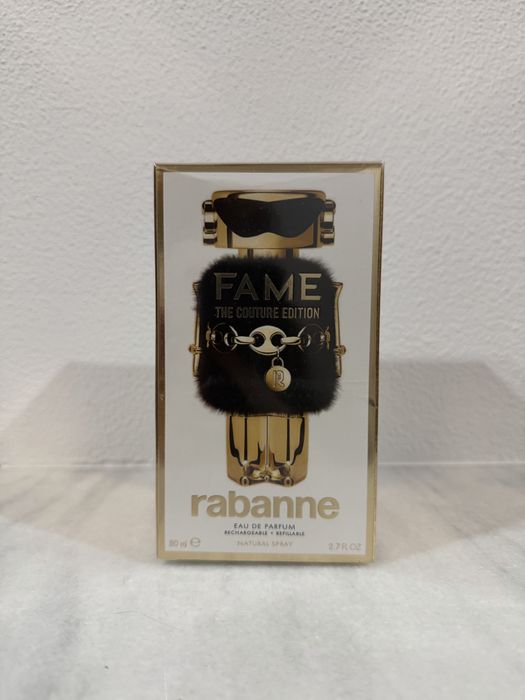 FAME
THE COUTURE EDITION
R
rabanne
EAU DE PARFUM
RECHARGEABLE • REFILLABLE
80 ml ℮ NATURAL SPRAY 2.7 FL OZ